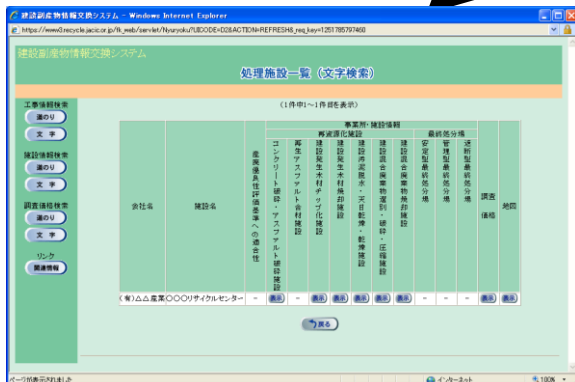 建設副産物情報交換システム - Windows Internet Explorer
https://www3.recycle.jacic.or.jp/fk_web/servlet/Nyuryoku?UIDCODE=D28ACTION=REFRESH&_req_key=1251785797460
建設副産物情報交換システム
処理施設一覧（文字検索）
工事情報検索
道のり
文 字
施設情報検索
道のり
文 字
調査価格検索
道のり
文 字
リンク
関連情報
（1件中1～1件目を表示）
会社名
施設名
産廃優良性評価基準への適合性
事業所・施設情報
再資源化施設
コンクリート破砕・アスファルト破砕施設
再生アスファルト合材施設
建設発生木材チップ化施設
建設発生木材焼却施設
建設汚泥脱水・天日乾燥・乾燥施設
建設混合廃棄物選別・破砕・圧縮施設
建設混合廃棄物焼却施設
最終処分場
安定型最終処分場
管理型最終処分場
遮断型最終処分場
調査価格
地図
（有）△△産業 〇〇〇リサイクルセンター － 表示 － 表示 表示 表示 表示 表示 － － － 表示 表示
戻る
ページが表示されました
インターネット
100%